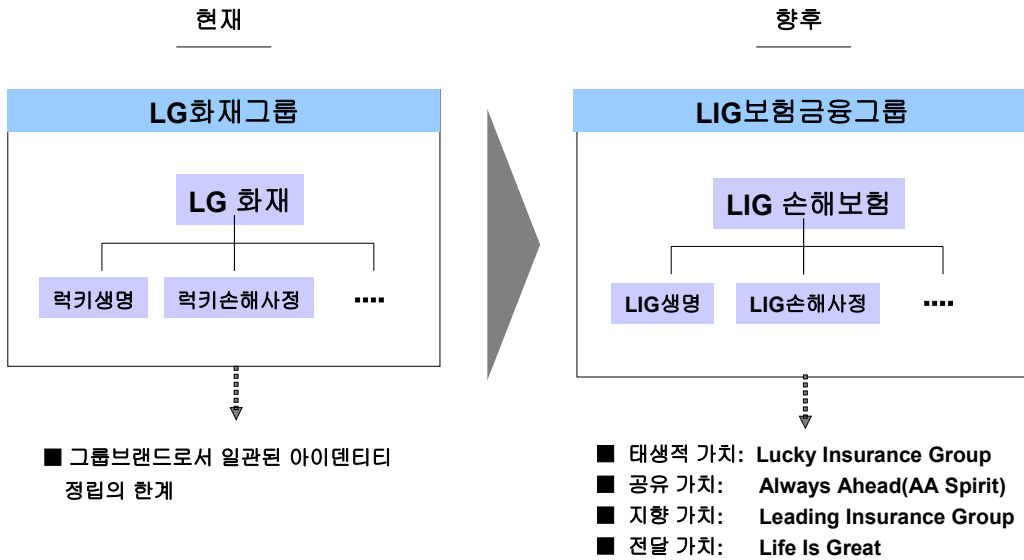 현재
향후
LG화재그룹
LG 화재
럭키생명
럭키손해사정
....
■ 그룹브랜드로서 일관된 아이덴티티
정립의 한계
LIG보험금융그룹
LIG 손해보험
LIG생명
LIG손해사정
....
■ 태생적 가치: Lucky Insurance Group
■ 공유 가치: Always Ahead(AA Spirit)
■ 지향 가치: Leading Insurance Group
■ 전달 가치: Life Is Great